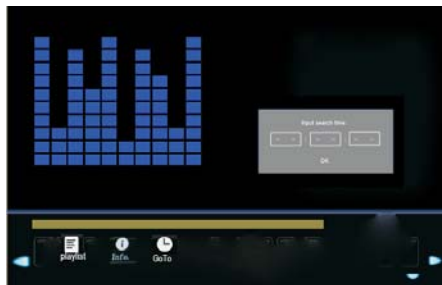 Input search time
-- : -- : --
OK
playlist Info GoTo